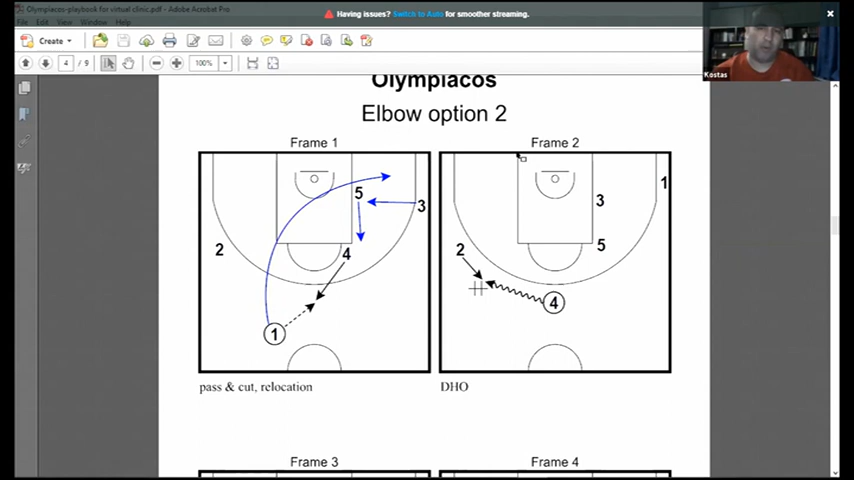 Olympiacos-playbook for virtual clinic.pdf - Adobe Acrobat Pro
Having issues? Switch to Auto for smoother streaming.
File Edit View Window Help
Create
4 / 9
100%
Kostas
Olympiacos
Elbow option 2
Frame 1
Frame 2
5
3
2
4
1
1
3
2
5
4
pass & cut, relocation
DHO
Frame 3
Frame 4